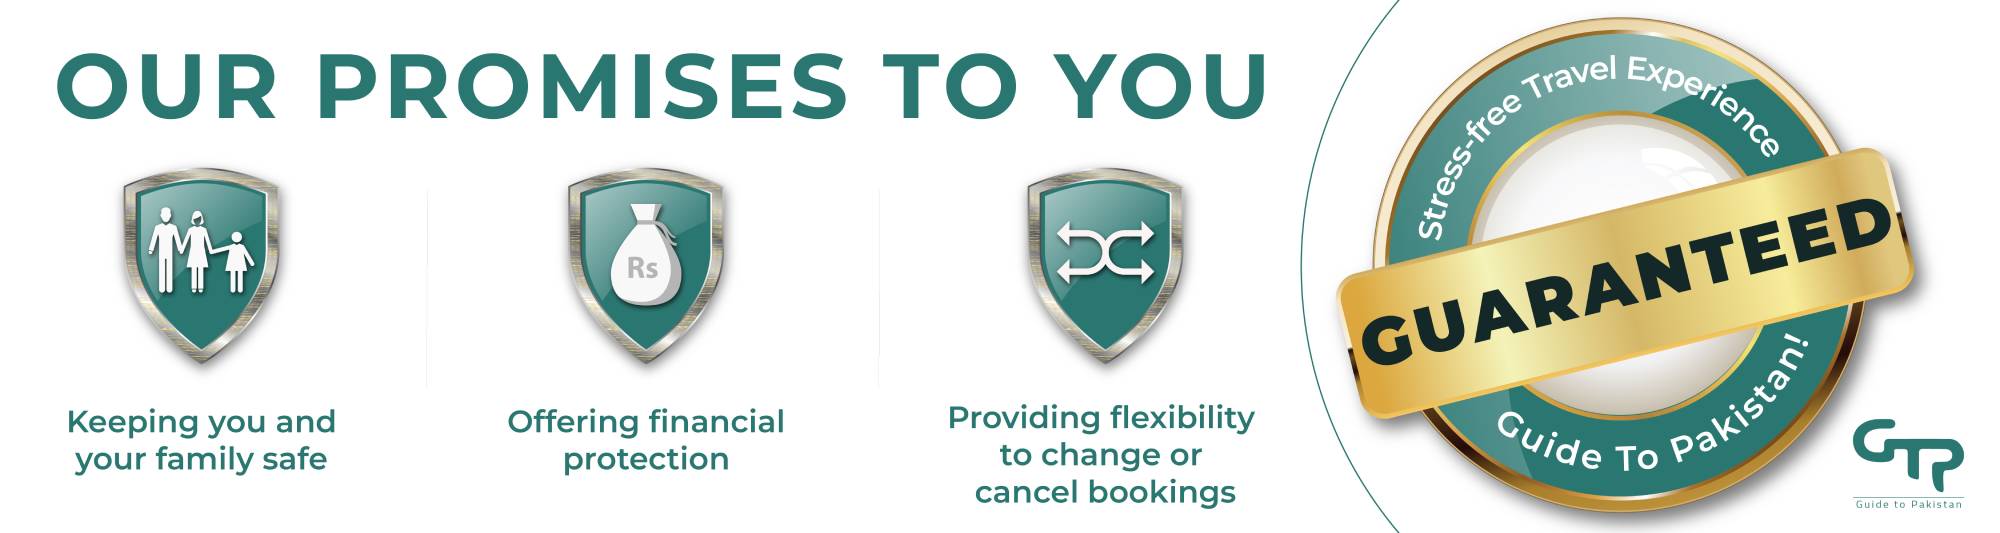 OUR PROMISES TO YOU
Rs
Keeping you and
your family safe
Offering financial
protection
Providing flexibility
to change or
cancel bookings
Stress-free Travel Experience
GUARANTEED
Guide To Pakistan!
GTP
Guide to Pakistan